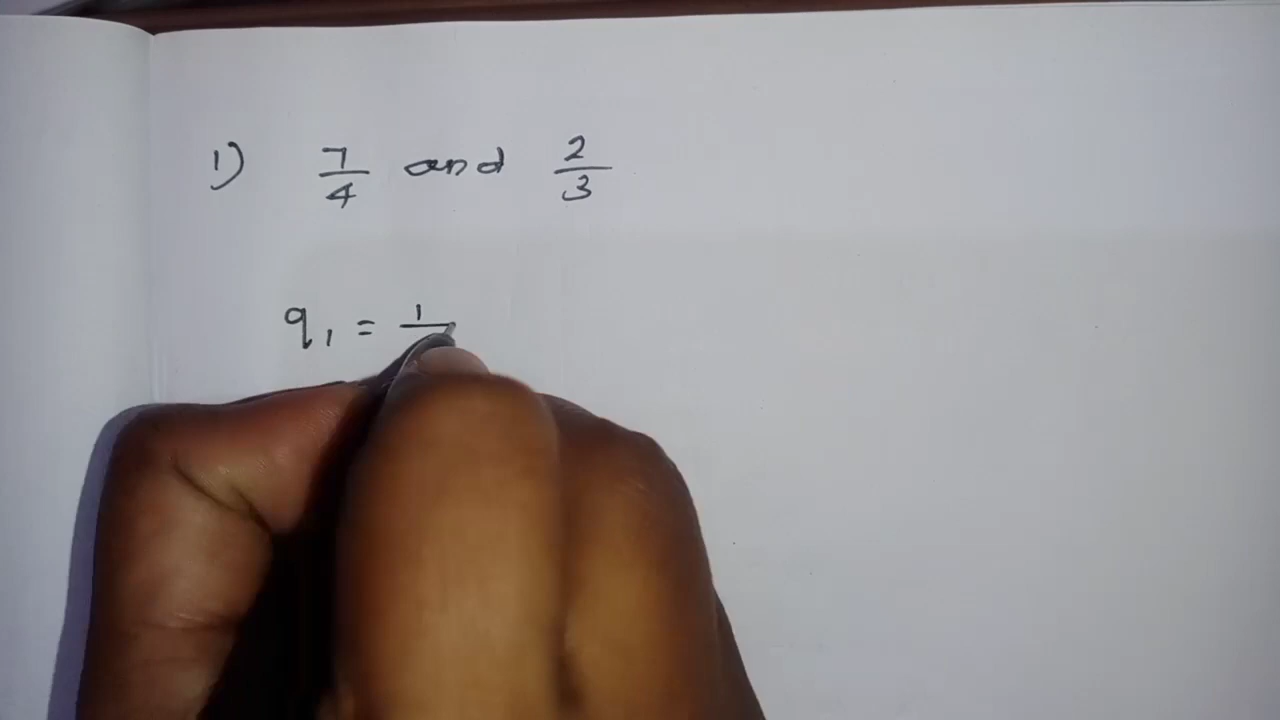 1) 7/4 and 2/3
q₁ = 1/